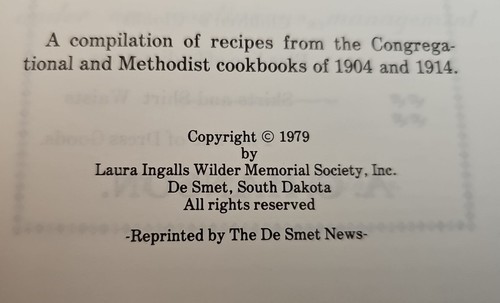 A compilation of recipes from the Congrega-
tional and Methodist cookbooks of 1904 and 1914.
Copyright © 1979
by
Laura Ingalls Wilder Memorial Society, Inc.
De Smet, South Dakota
All rights reserved
-Reprinted by The De Smet News-